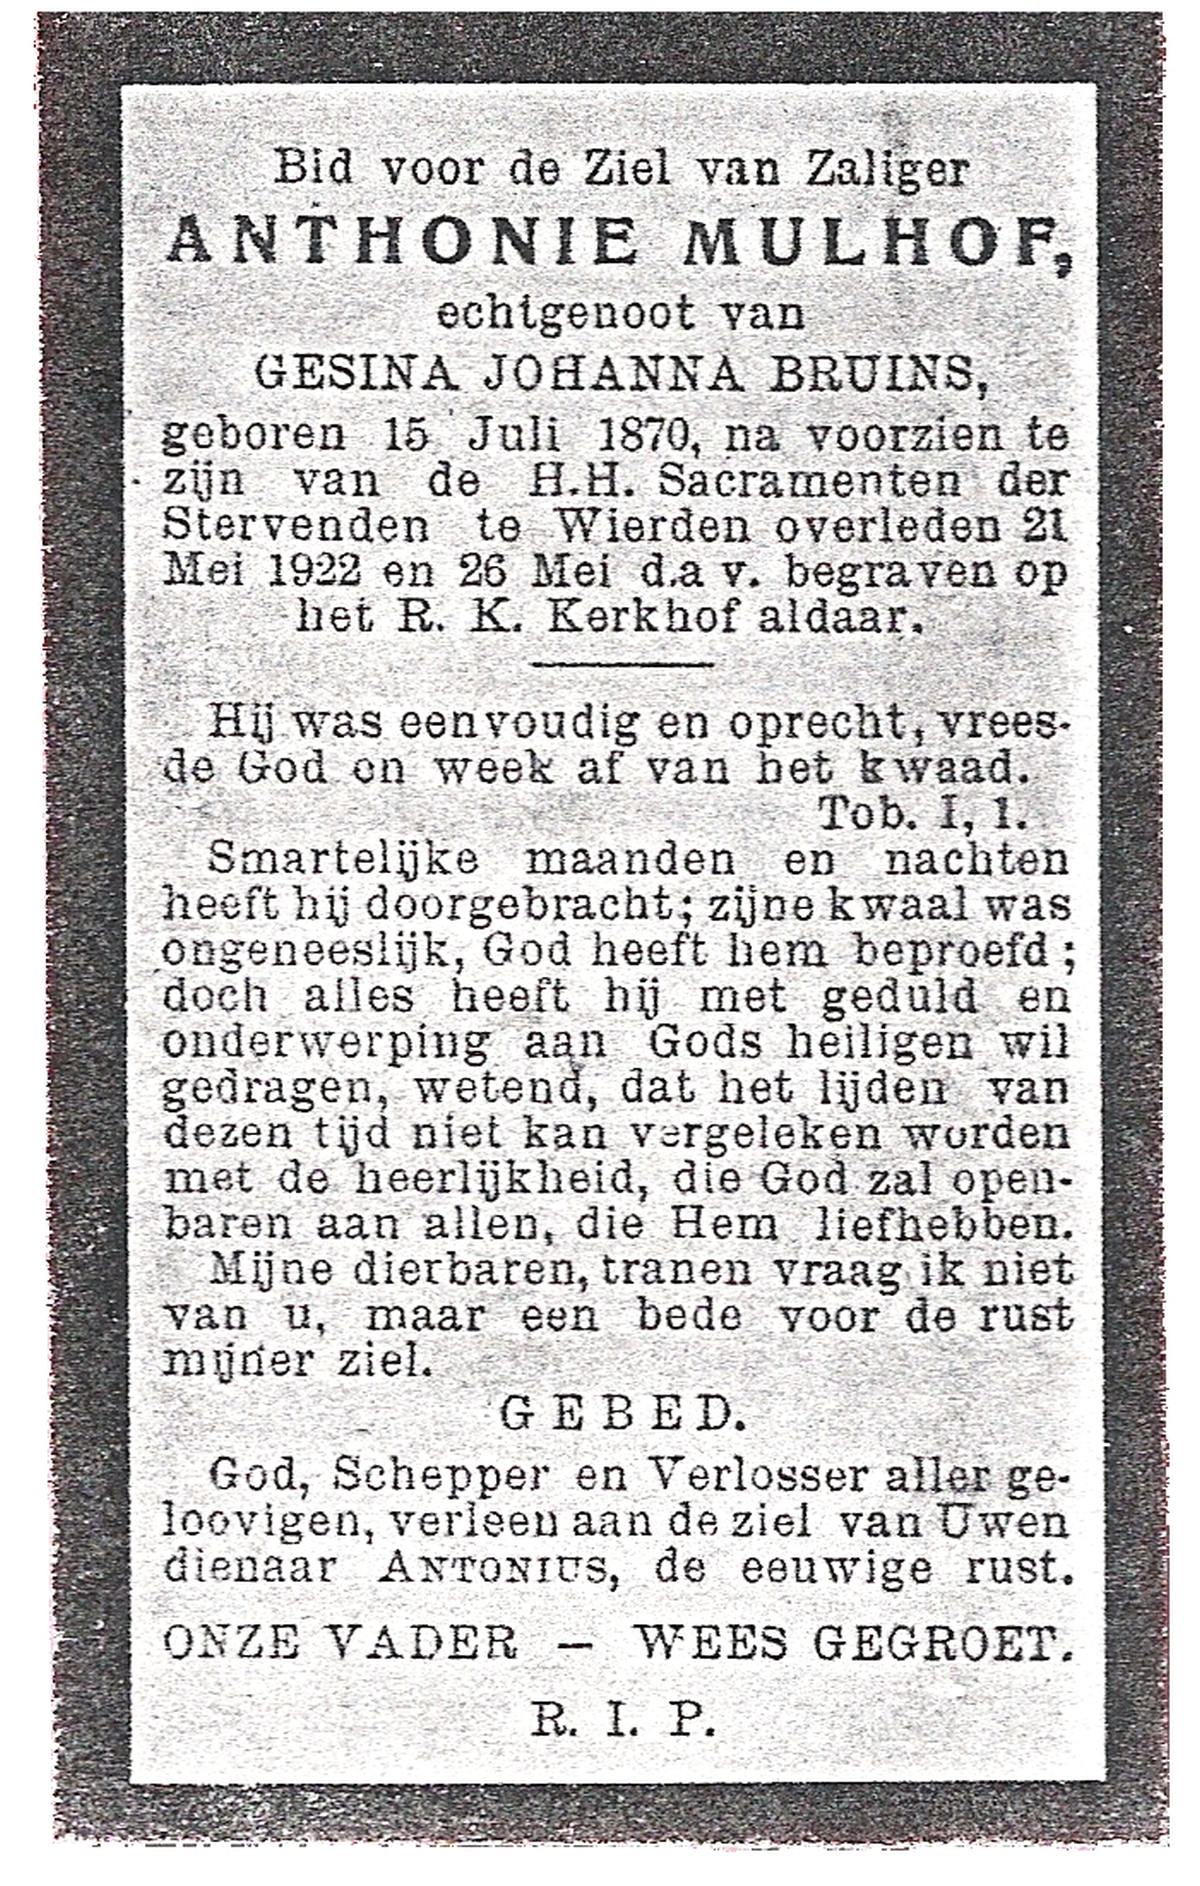 Bid voor de Ziel van Zaliger
ANTHONIE MULHOF,
echtgenoot van
GESINA JOHANNA BRUINS,
geboren 15 Juli 1870, na voorzien te
zijn van de H.H. Sacramenten der
Stervenden te Wierden overleden 21
Mei 1922 en 26 Mei d.a v. begraven op
het R. K. Kerkhof aldaar.
Hij was eenvoudig en oprecht, vrees-
de God en week af van het kwaad.
Tob. I, 1.
Smartelijke maanden en nachten
heeft hij doorgebracht; zijne kwaal was
ongeneeslijk, God heeft hem beproefd;
doch alles heeft hij met geduld en
onderwerping aan Gods heiligen wil
gedragen, wetend, dat het lijden van
dezen tijd niet kan vergeleken worden
met de heerlijkheid, die God zal open-
baren aan allen, die Hem liefhebben.
Mijne dierbaren, tranen vraag ik niet
van u, maar een bede voor de rust
mijner ziel.
GEBED.
God, Schepper en Verlosser aller ge-
loovigen, verleen aan de ziel van Uwen
dienaar ANTONIUS, de eeuwige rust.
ONZE VADER — WEES GEGROET.
R. I. P.